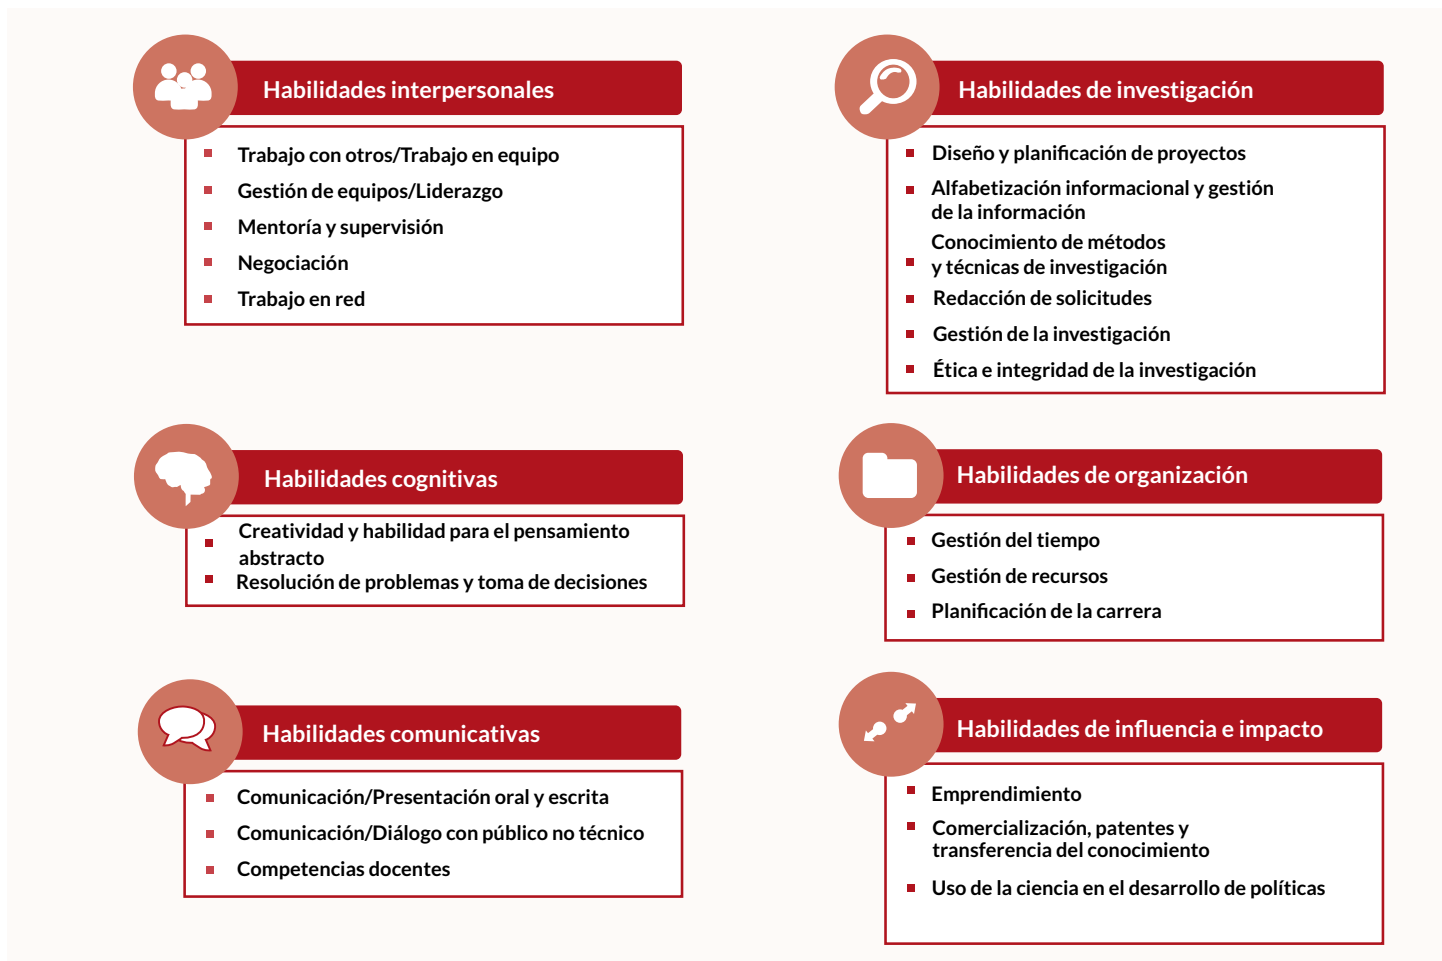 Habilidades interpersonales
Trabajo con otros/Trabajo en equipo
Gestión de equipos/Liderazgo
Mentoría y supervisión
Negociación
Trabajo en red
Habilidades de investigación
Diseño y planificación de proyectos
Alfabetización informacional y gestión
de la información
Conocimiento de métodos
y técnicas de investigación
Redacción de solicitudes
Gestión de la investigación
Ética e integridad de la investigación
Habilidades cognitivas
Creatividad y habilidad para el pensamiento
abstracto
Resolución de problemas y toma de decisiones
Habilidades de organización
Gestión del tiempo
Gestión de recursos
Planificación de la carrera
Habilidades comunicativas
Comunicación/Presentación oral y escrita
Comunicación/Diálogo con público no técnico
Competencias docentes
Habilidades de influencia e impacto
Emprendimiento
Comercialización, patentes y
transferencia del conocimiento
Uso de la ciencia en el desarrollo de políticas